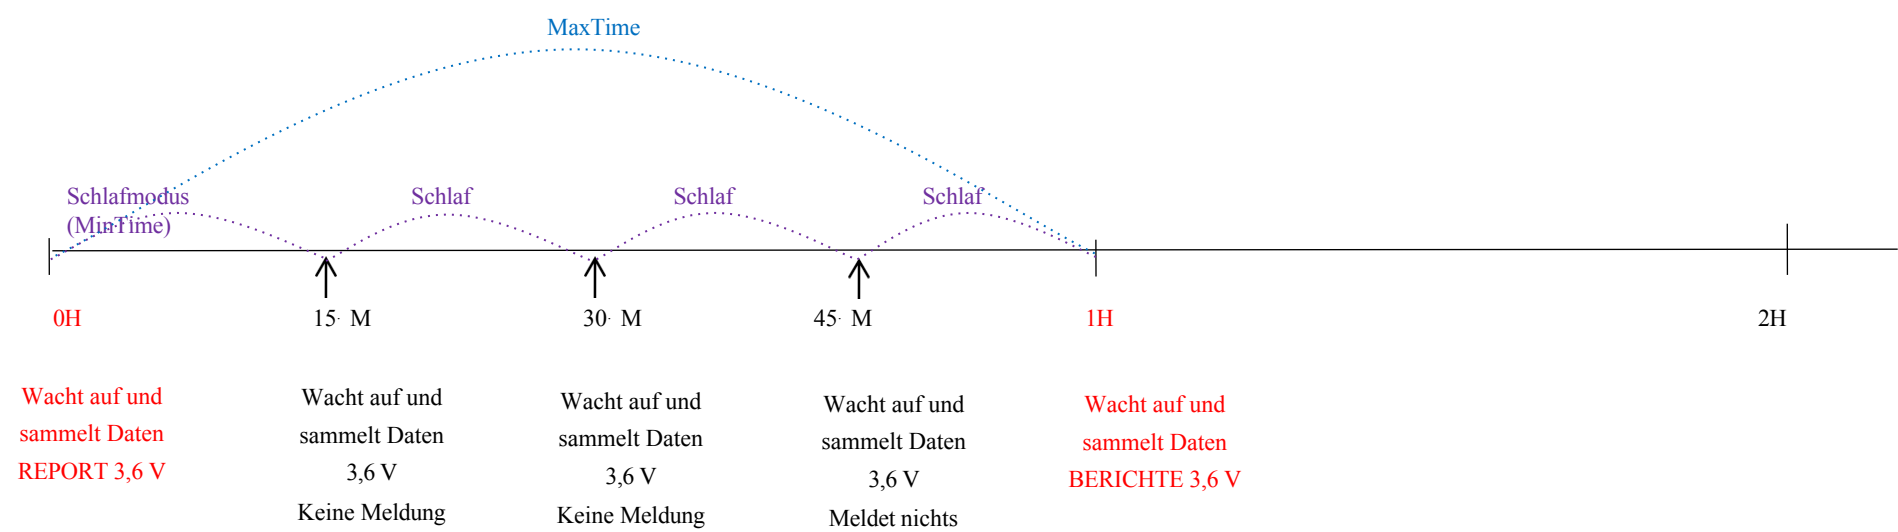 MaxTime
Schlafmodus
(MinTime)
Schlaf
Schlaf
Schlaf
0H
15· M
30· M
45· M
1H
2H
Wacht auf und
sammelt Daten
REPORT 3,6 V
Wacht auf und
sammelt Daten
3,6 V
Keine Meldung
Wacht auf und
sammelt Daten
3,6 V
Keine Meldung
Wacht auf und
sammelt Daten
3,6 V
Meldet nichts
Wacht auf und
sammelt Daten
BERICHTE 3,6 V